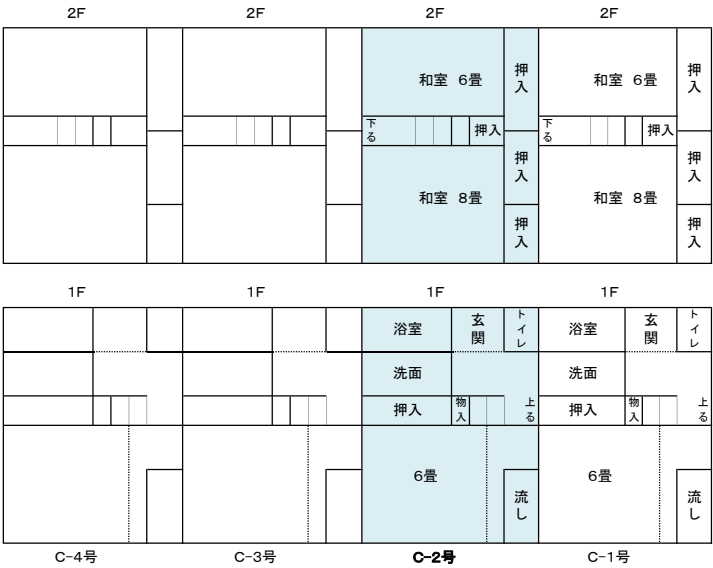 2F 2F 2F 2F
和室 6畳
押入
和室 6畳
押入
下る
押入
下る
押入
押入
押入
和室 8畳
和室 8畳
押入
押入
1F 1F 1F 1F
浴室
玄関
トイレ
浴室
玄関
トイレ
洗面
洗面
押入
物入
上る
押入
物入
上る
6畳
6畳
流し
流し
C-4号 C-3号 C-2号 C-1号